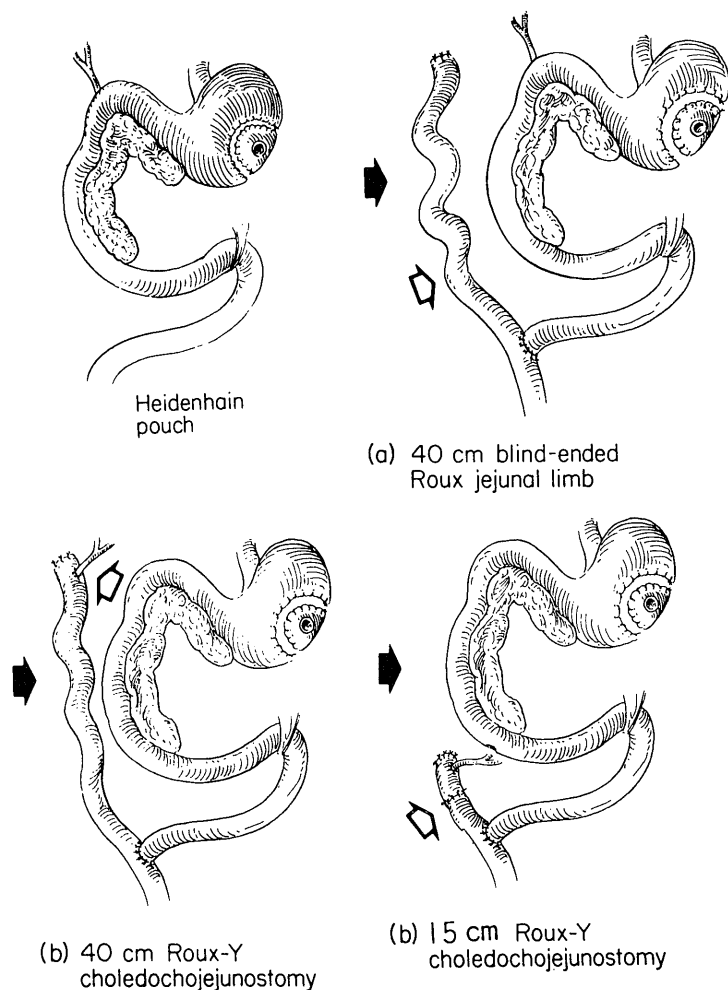 Heidenhain
pouch
(a) 40 cm blind-ended
Roux jejunal limb
(b) 40 cm Roux-Y
choledochojejunostomy
(b) 15 cm Roux-Y
choledochojejunostomy